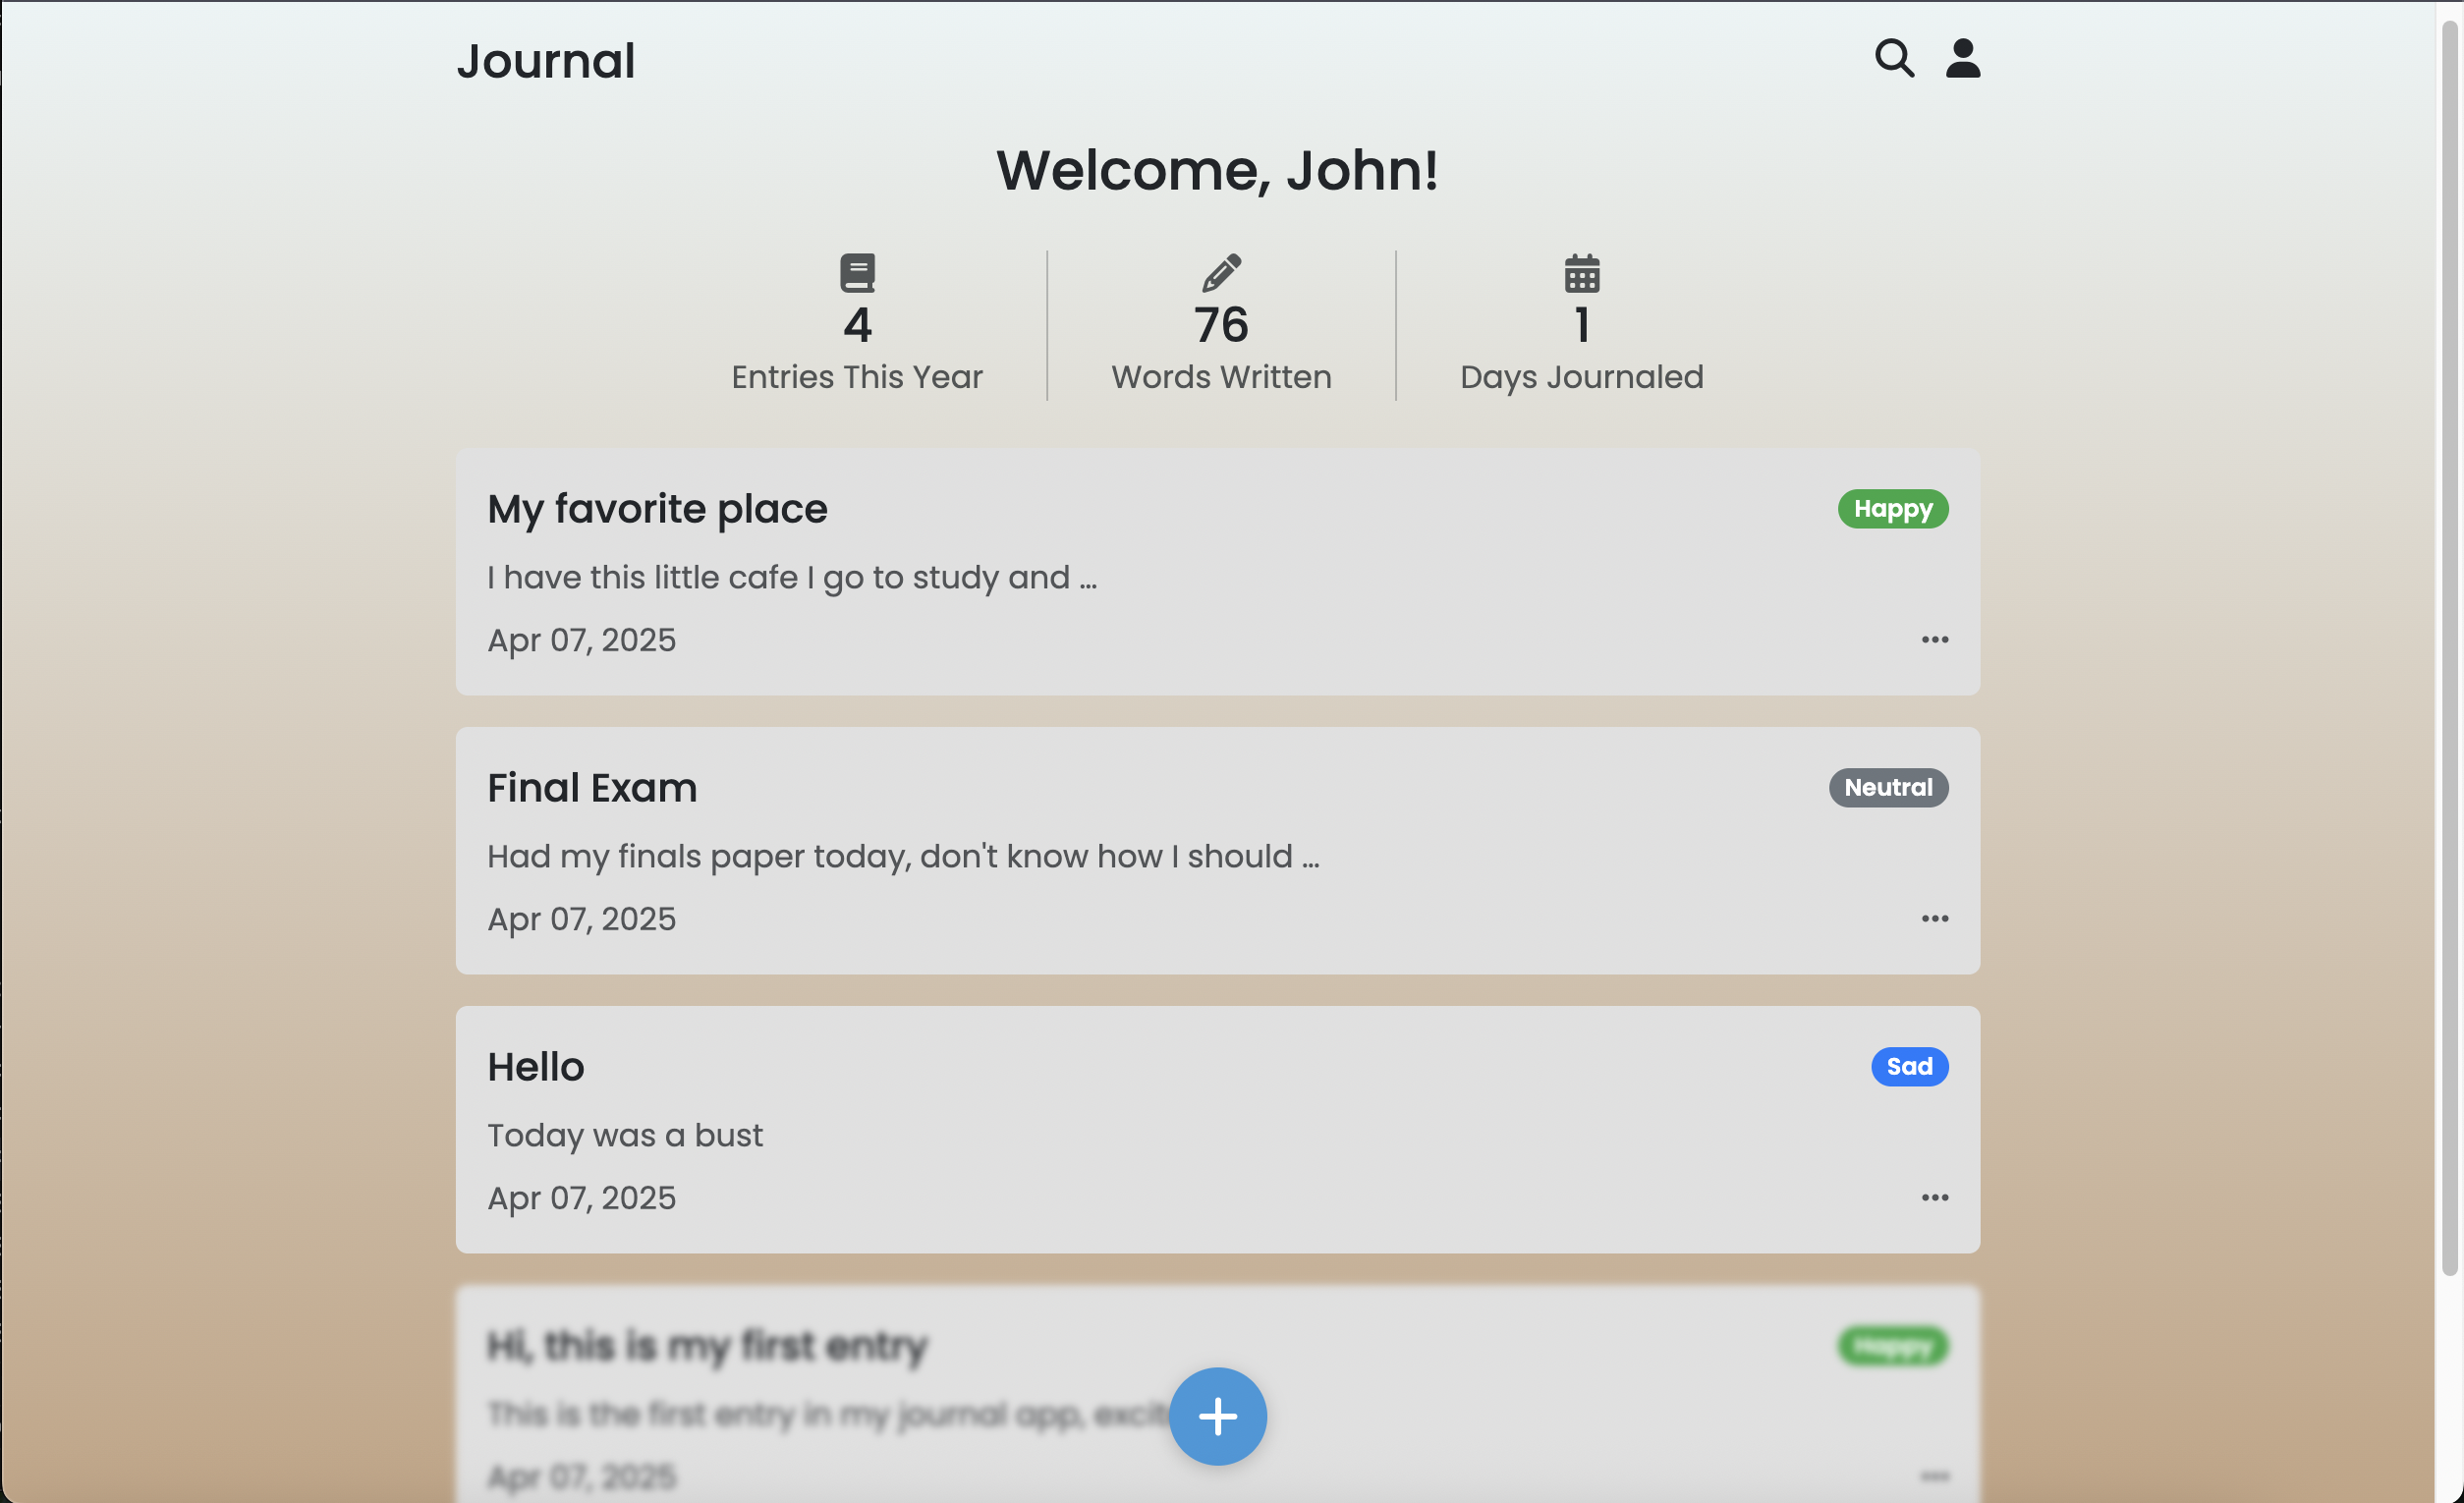 Journal
Welcome, John!
4
Entries This Year
76
Words Written
1
Days Journaled
My favorite place
Happy
I have this little cafe I go to study and ...
Apr 07, 2025
Final Exam
Neutral
Had my finals paper today, don't know how I should ...
Apr 07, 2025
Hello
Sad
Today was a bust
Apr 07, 2025
Hi, this is my first entry
Happy
This is the first entry in my journal app,
Apr 07, 2025